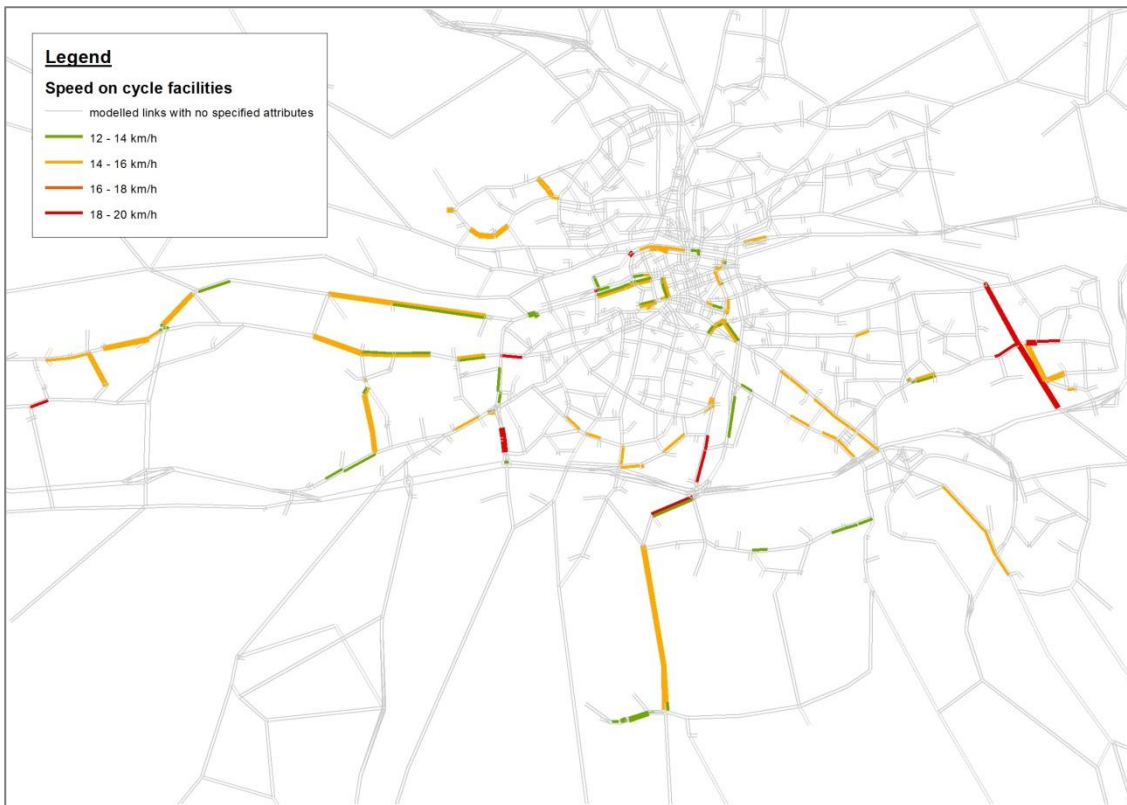 Legend
Speed on cycle facilities
modelled links with no specified attributes
12 - 14 km/h
14 - 16 km/h
16 - 18 km/h
18 - 20 km/h